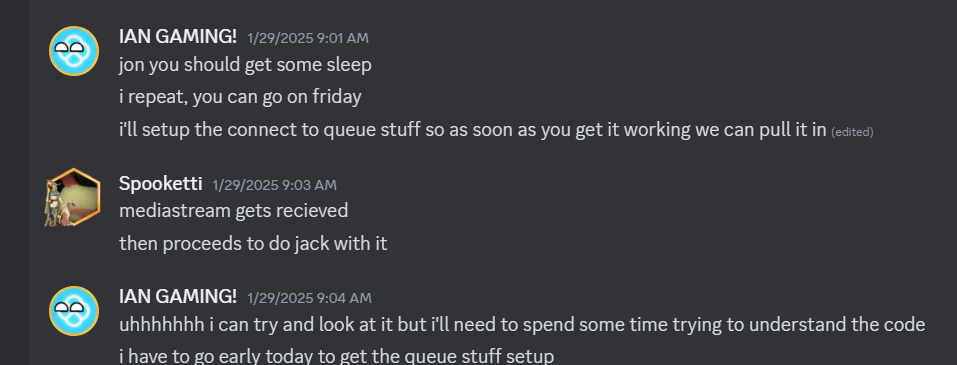 IAN GAMING! 1/29/2025 9:01 AM
jon you should get some sleep
i repeat, you can go on friday
i'll setup the connect to queue stuff so as soon as you get it working we can pull it in (edited)
Spooketti 1/29/2025 9:03 AM
mediastream gets recieved
then proceeds to do jack with it
IAN GAMING! 1/29/2025 9:04 AM
uhhhhhhh i can try and look at it but i'll need to spend some time trying to understand the code
i have to go early today to get the queue stuff setup